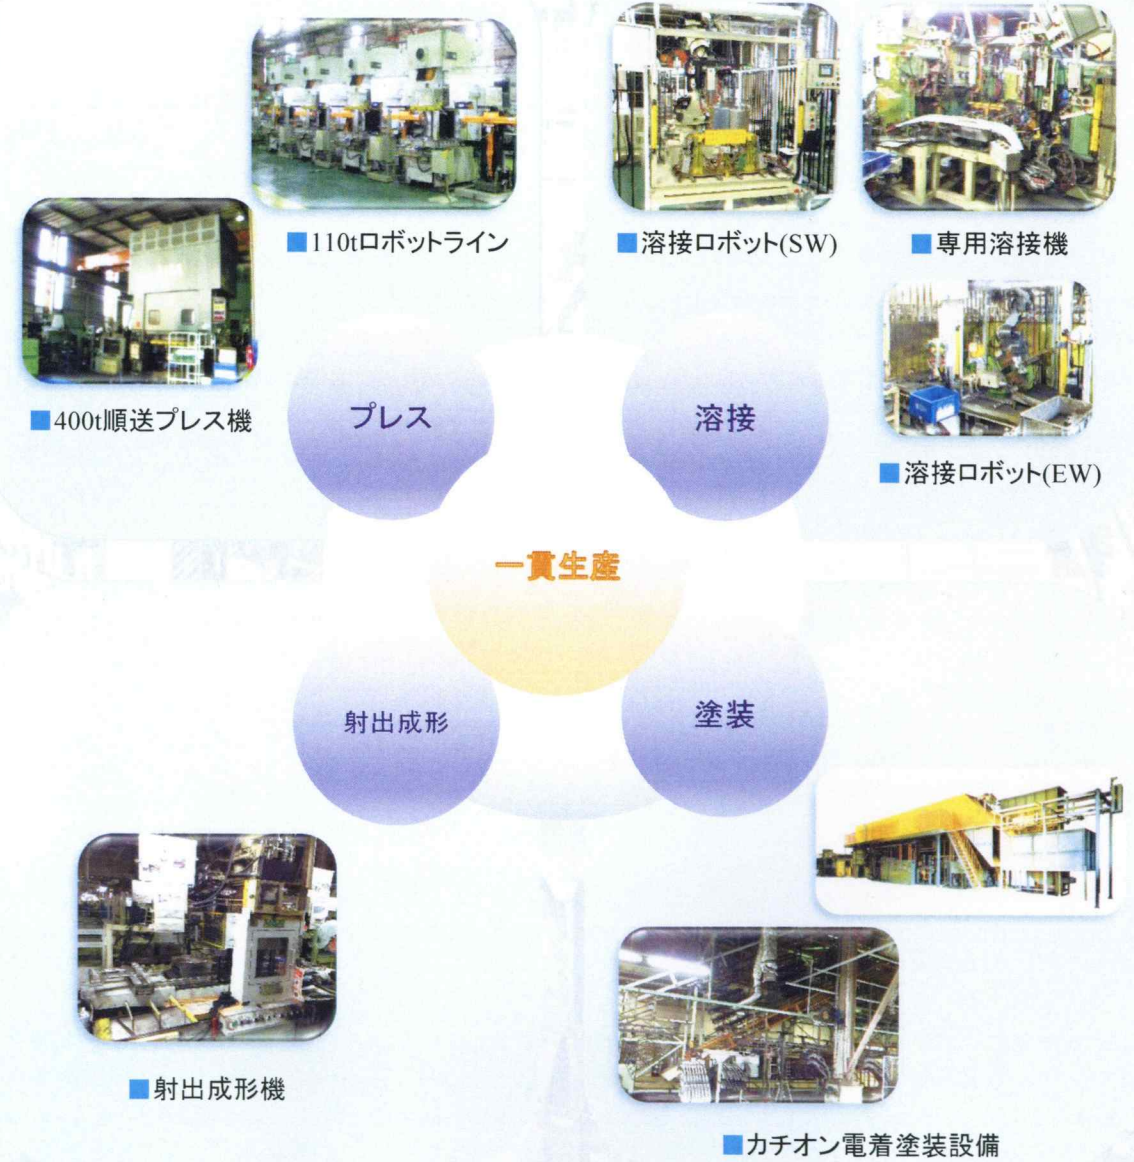 ■110tロボットライン
■溶接ロボット(SW)
■専用溶接機
■400t順送プレス機
プレス
溶接
■溶接ロボット(EW)
一貫生産
射出成形
塗装
■射出成形機
■カチオン電着塗装設備